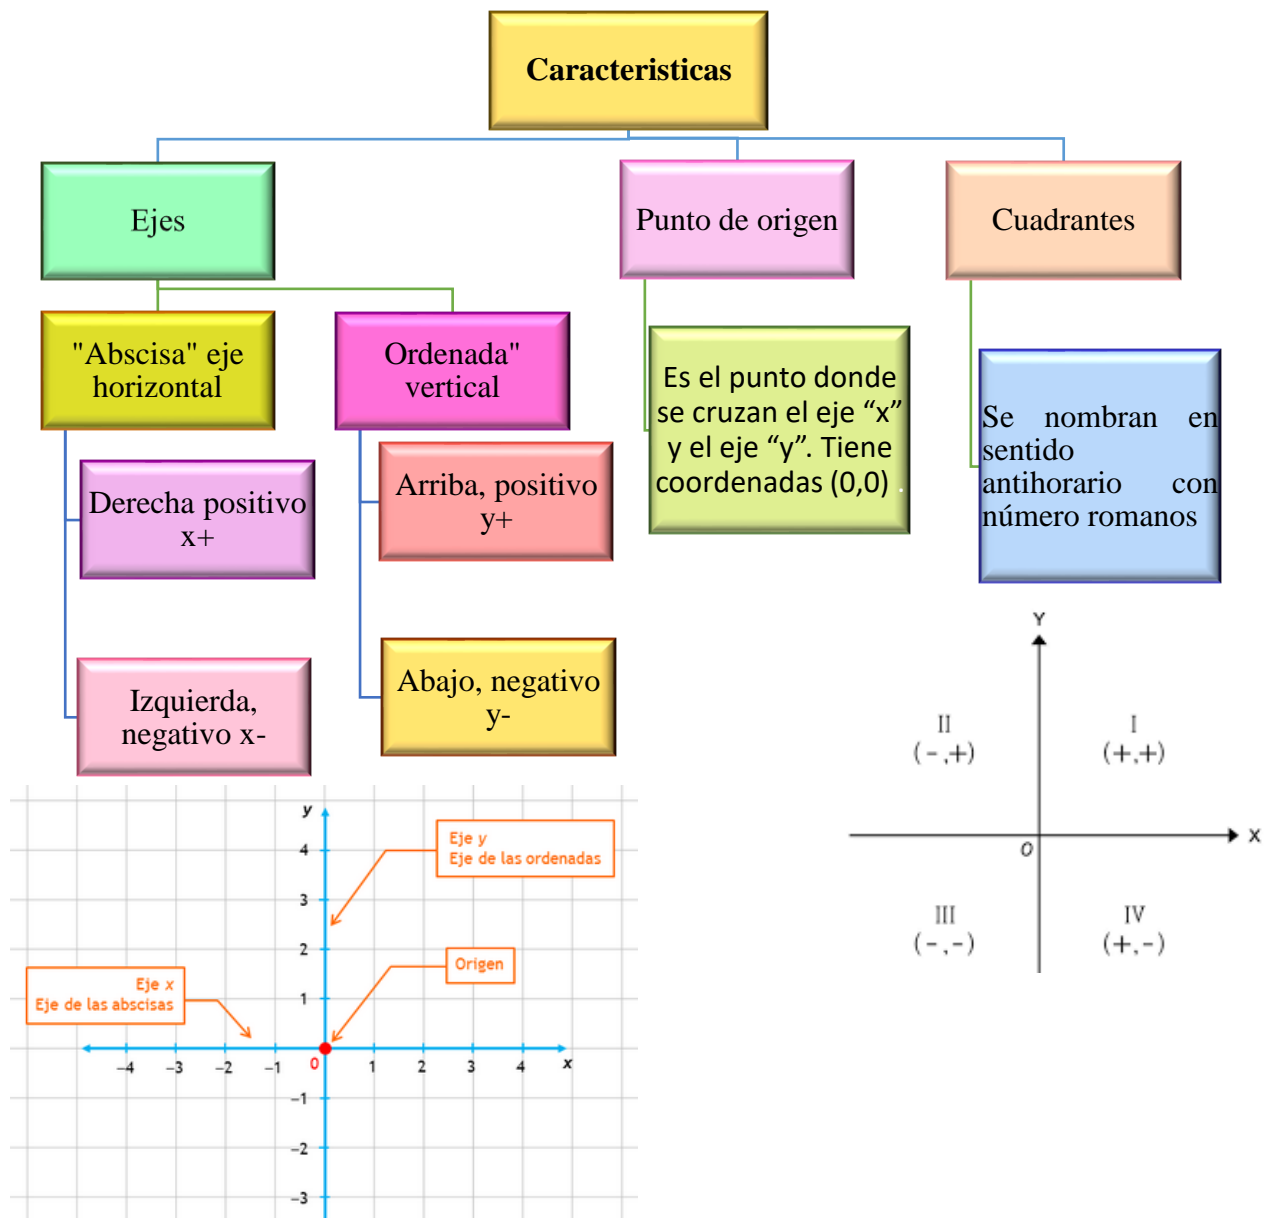 Caracteristicas
Ejes
Punto de origen
Cuadrantes
"Abscisa" eje
horizontal
Ordenada"
vertical
Es el punto donde
se cruzan el eje “x”
y el eje “y”. Tiene
coordenadas (0,0) .
Se nombran en
sentido
antihorario con
número romanos
Derecha positivo
x+
Arriba, positivo
y+
Izquierda,
negativo x-
Abajo, negativo
y-
Y
II
(-,+)
I
(+,+)
X
O
III
(-,-)
IV
(+,-)
y
Eje y
Eje de las ordenadas
4
3
2
1
Origen
Eje x
Eje de las abscisas
-4 -3 -2 -1 0 1 2 3 4 x
-1
-2
-3